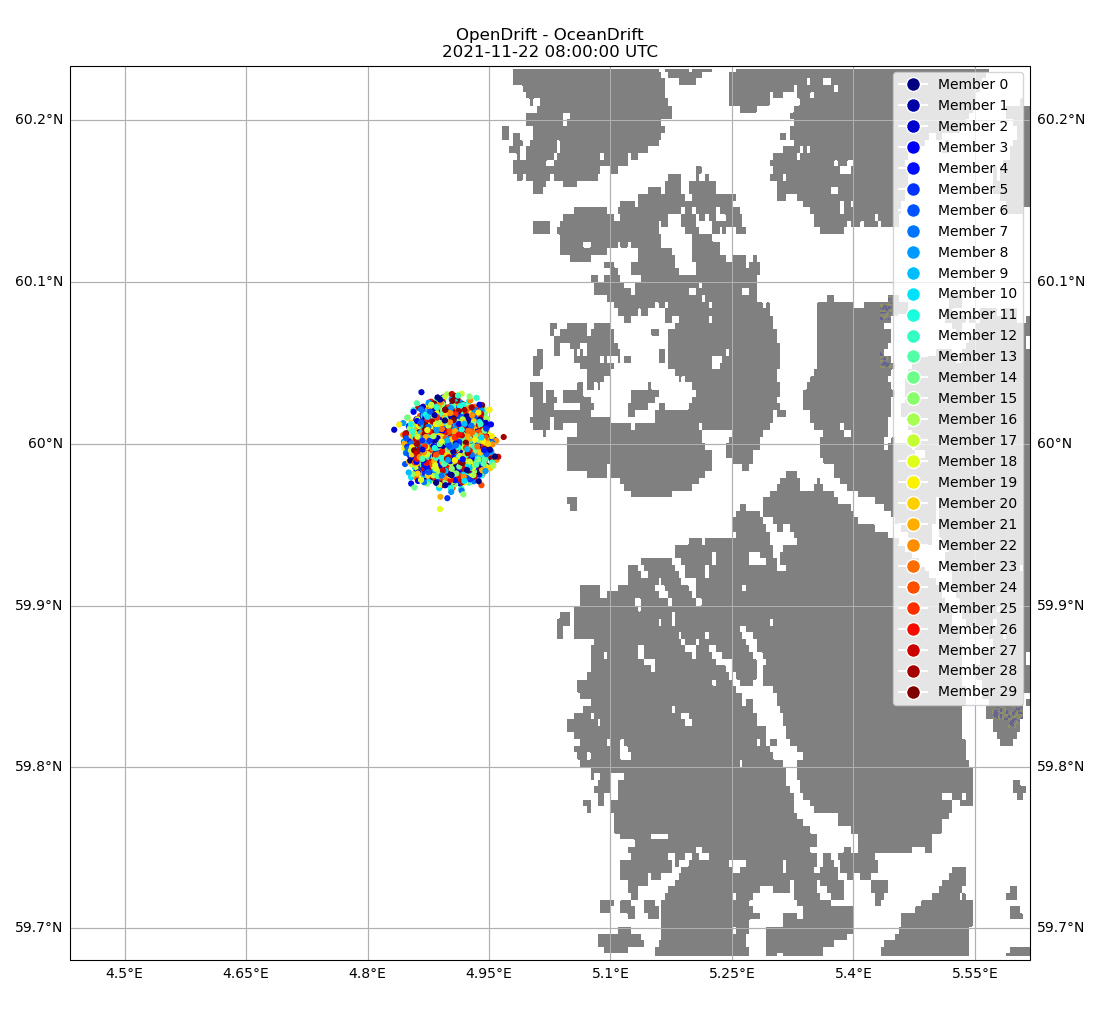 OpenDrift - OceanDrift
2021-11-22 08:00:00 UTC
Member 0
Member 1
Member 2
Member 3
Member 4
Member 5
Member 6
Member 7
Member 8
Member 9
Member 10
Member 11
Member 12
Member 13
Member 14
Member 15
Member 16
Member 17
Member 18
Member 19
Member 20
Member 21
Member 22
Member 23
Member 24
Member 25
Member 26
Member 27
Member 28
Member 29
60.2°N 60.2°N
60.1°N 60.1°N
60°N 60°N
59.9°N 59.9°N
59.8°N 59.8°N
59.7°N 59.7°N
4.5°E 4.65°E 4.8°E 4.95°E 5.1°E 5.25°E 5.4°E 5.55°E